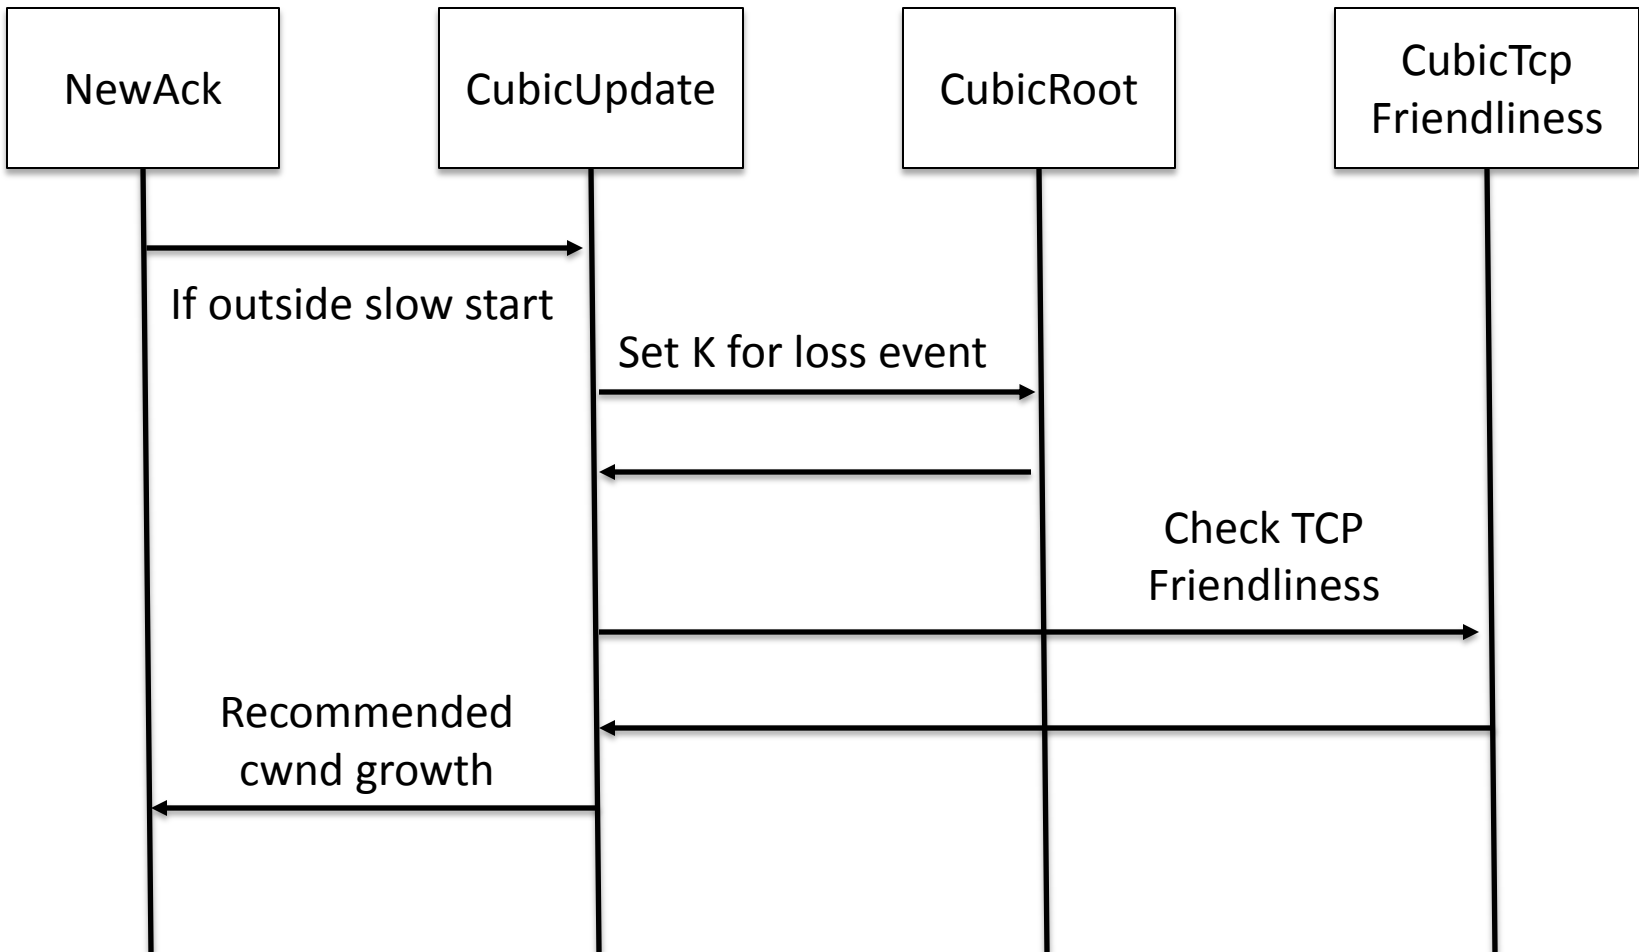 NewAck
CubicUpdate
CubicRoot
CubicTcp
Friendliness
If outside slow start
Set K for loss event
Check TCP
Friendliness
Recommended
cwnd growth